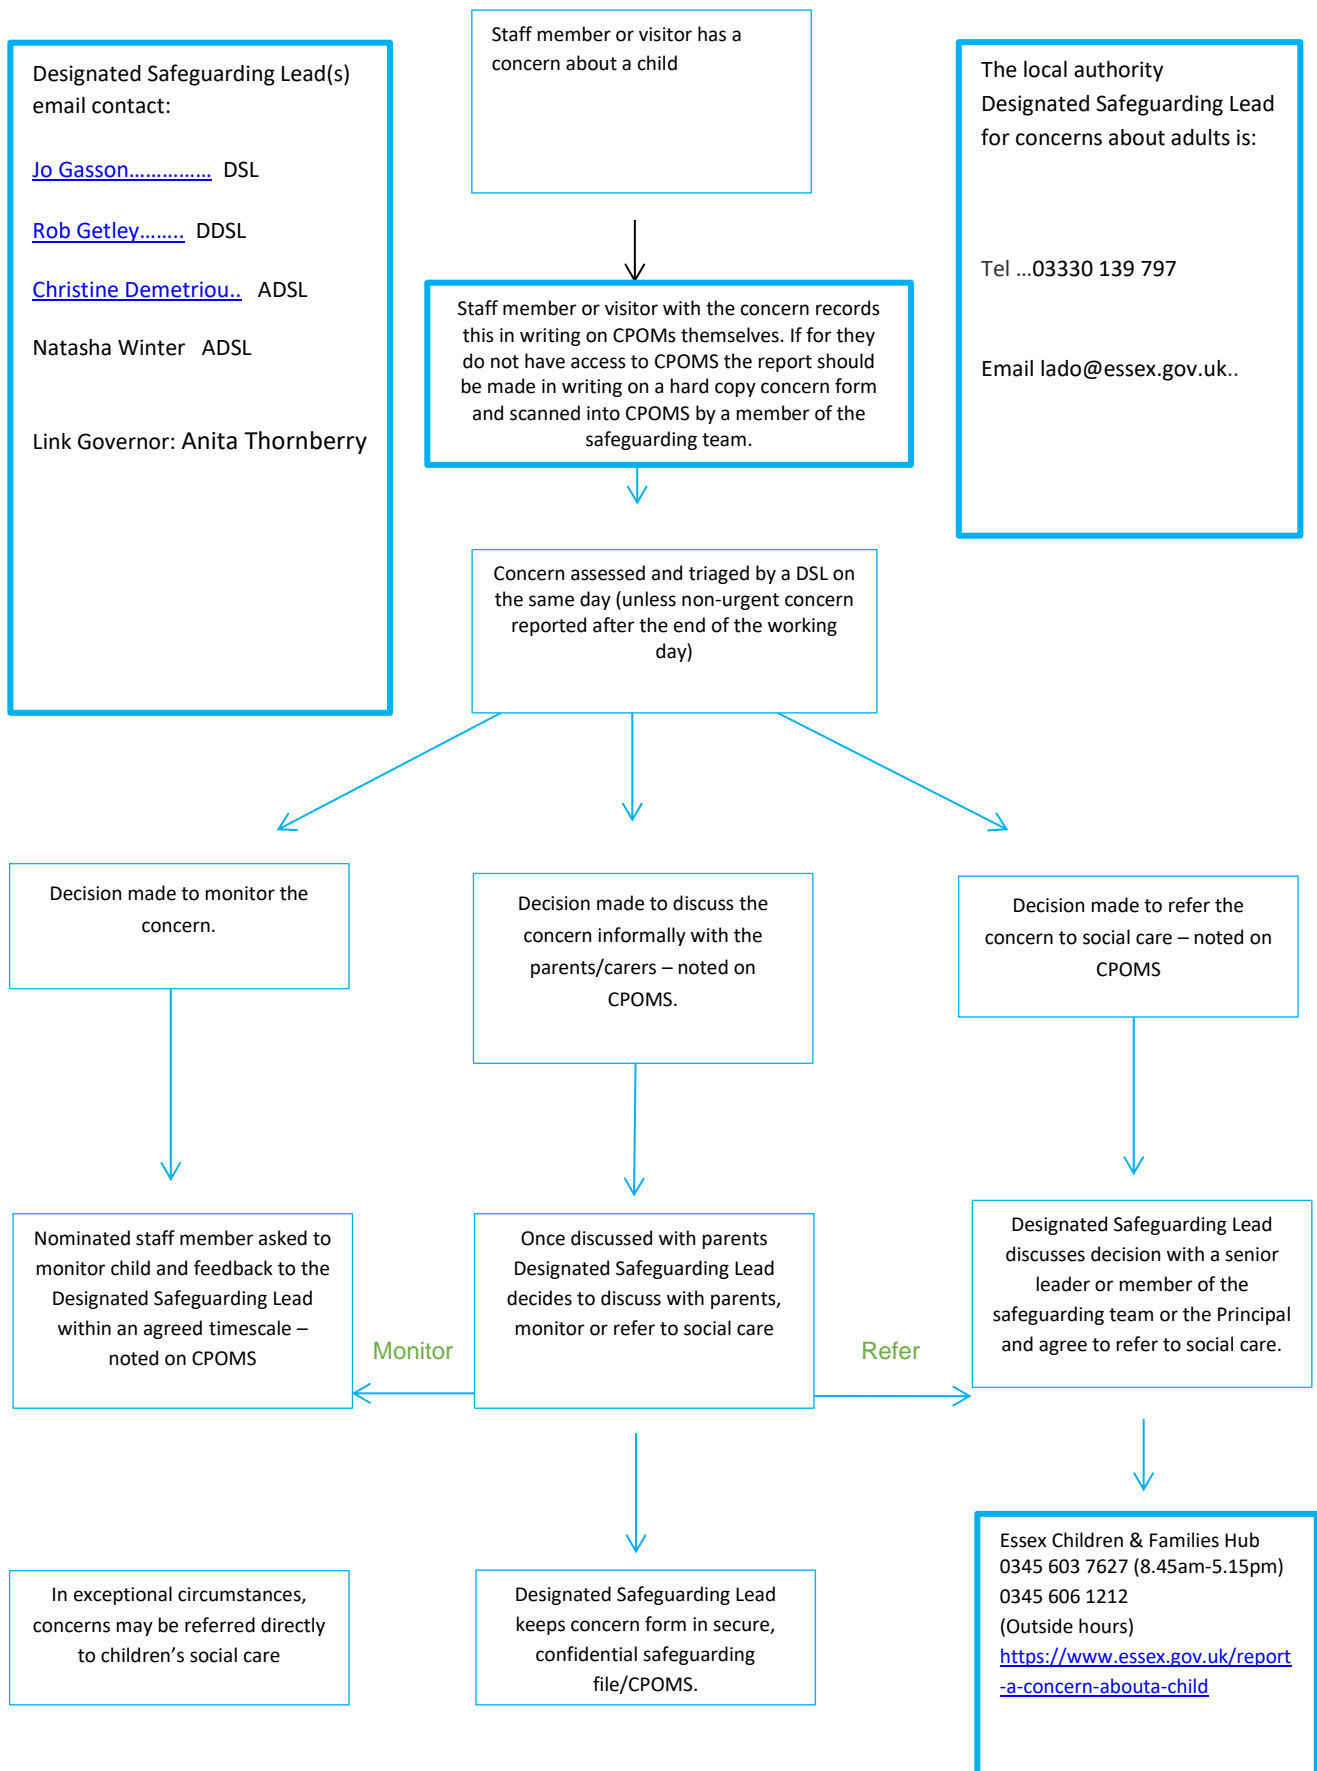 Designated Safeguarding Lead(s)
email contact:
Jo Gasson…………… DSL
Rob Getley…….. DDSL
Christine Demetriou.. ADSL
Natasha Winter ADSL
Link Governor: Anita Thornberry
Staff member or visitor has a
concern about a child
The local authority
Designated Safeguarding Lead
for concerns about adults is:
Tel …03330 139 797
Email lado@essex.gov.uk..
Staff member or visitor with the concern records
this in writing on CPOMs themselves. If for they
do not have access to CPOMS the report should
be made in writing on a hard copy concern form
and scanned into CPOMS by a member of the
safeguarding team.
Concern assessed and triaged by a DSL on
the same day (unless non-urgent concern
reported after the end of the working
day)
Decision made to monitor the
concern.
Decision made to discuss the
concern informally with the
parents/carers – noted on
CPOMS.
Decision made to refer the
concern to social care – noted on
CPOMS
Nominated staff member asked to
monitor child and feedback to the
Designated Safeguarding Lead
within an agreed timescale –
noted on CPOMS
Monitor
Once discussed with parents
Designated Safeguarding Lead
decides to discuss with parents,
monitor or refer to social care
Refer
Designated Safeguarding Lead
discusses decision with a senior
leader or member of the
safeguarding team or the Principal
and agree to refer to social care.
In exceptional circumstances,
concerns may be referred directly
to children’s social care
Designated Safeguarding Lead
keeps concern form in secure,
confidential safeguarding
file/CPOMS.
Essex Children & Families Hub
0345 603 7627 (8.45am-5.15pm)
0345 606 1212
(Outside hours)
https://www.essex.gov.uk/report
-a-concern-abouta-child